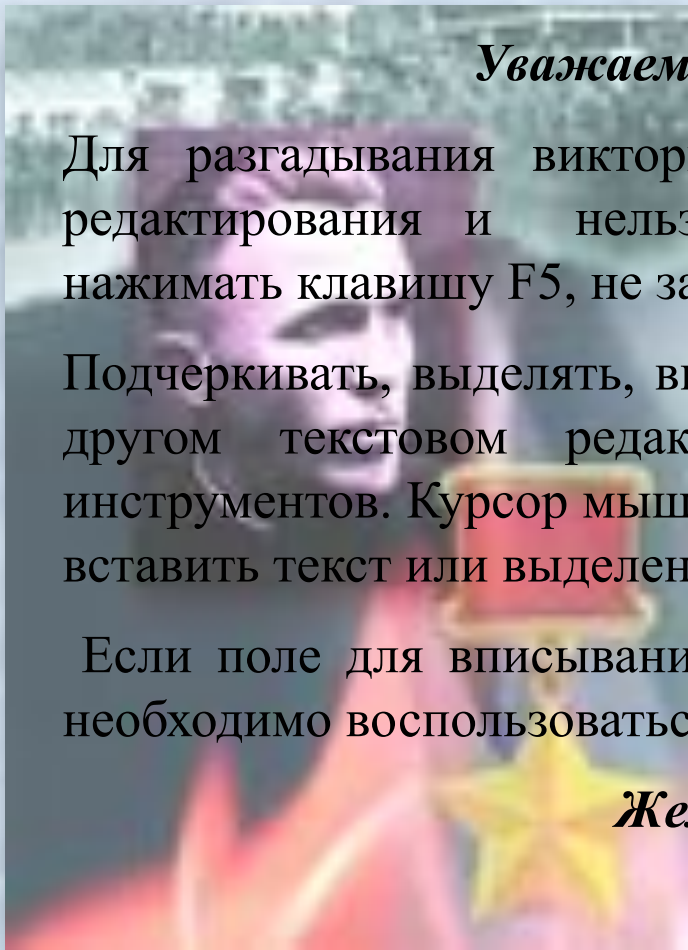 Уважаем
Для разгадывания виктор
редактирования и нельз
нажимать клавишу F5, не за
Подчеркивать, выделять, в
другом текстовом редак
инструментов. Курсор мыш
вставить текст или выделен
Если поле для вписывани
необходимо воспользоватьс
Же